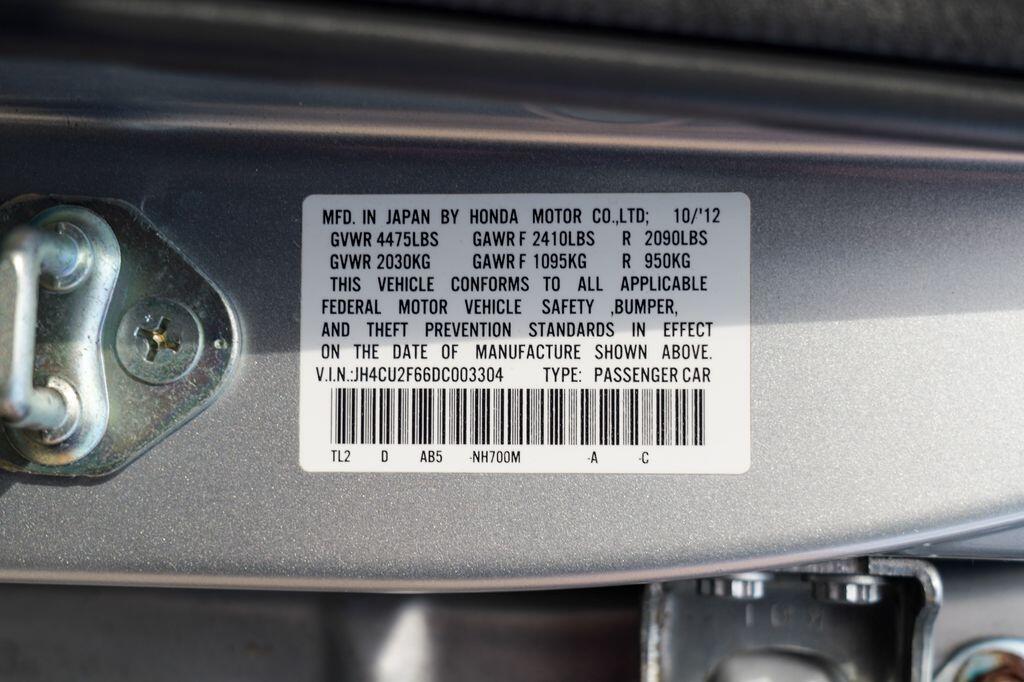 MFD. IN JAPAN BY HONDA MOTOR CO.,LTD; 10/'12
GVWR 4475LBS GAWR F 2410LBS R 2090LBS
GVWR 2030KG GAWR F 1095KG R 950KG
THIS VEHICLE CONFORMS TO ALL APPLICABLE
FEDERAL MOTOR VEHICLE SAFETY ,BUMPER,
AND THEFT PREVENTION STANDARDS IN EFFECT
ON THE DATE OF MANUFACTURE SHOWN ABOVE.
V.I.N.:JH4CU2F66DC003304 TYPE: PASSENGER CAR
TL2 D AB5 -NH700M -A -C